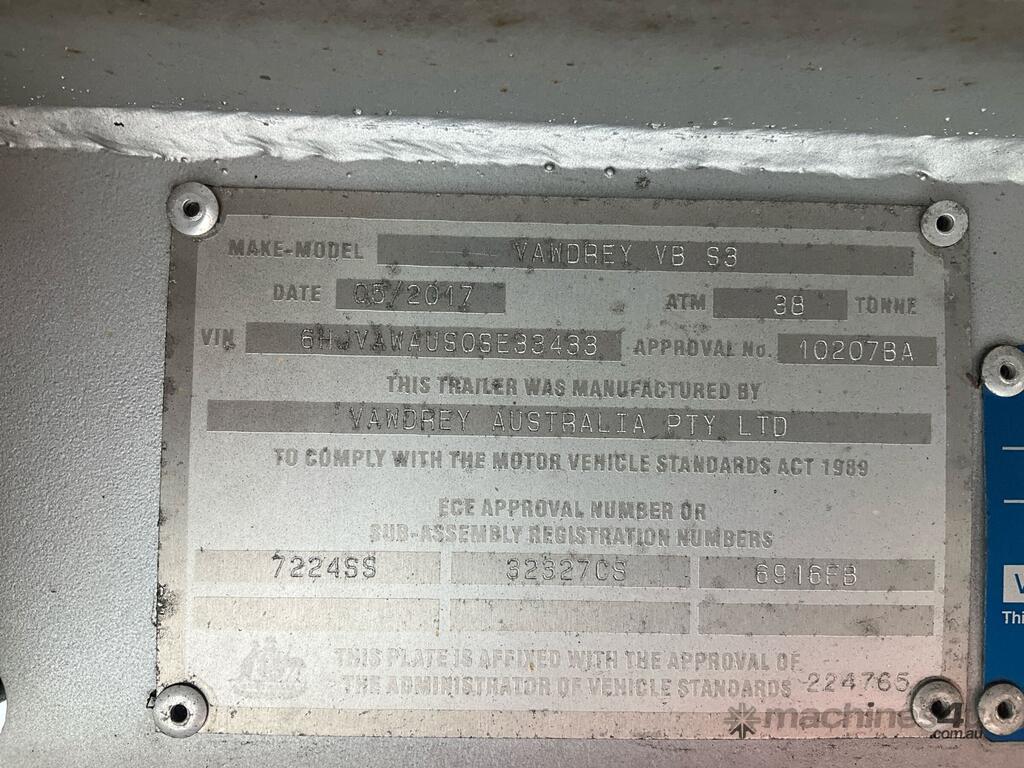 MAKE-MODEL VAWDREY VB S3
DATE 05/2017 ATM 38 TONNE
VIN 6HJVAWAUSOSE33433 APPROVAL No. 10207BA
THIS TRAILER WAS MANUFACTURED BY
VAWDREY AUSTRALIA PTY LTD
TO COMPLY WITH THE MOTOR VEHICLE STANDARDS ACT 1989
ECE APPROVAL NUMBER OR
SUB-ASSEMBLY REGISTRATION NUMBERS
7224SS 32327CS 6916FB
THIS PLATE IS AFFIXED WITH THE APPROVAL OF
THE ADMINISTRATOR OF VEHICLE STANDARDS 224765
Thi
machines4u
.com.au